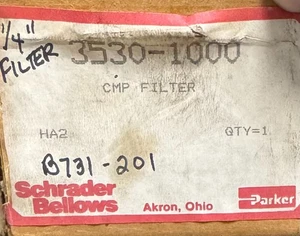 1/4"
FILTER
3530-1000
CMP FILTER
HA2
QTY=1
B731-201
Schrader
Bellows
Akron, Ohio
Parker